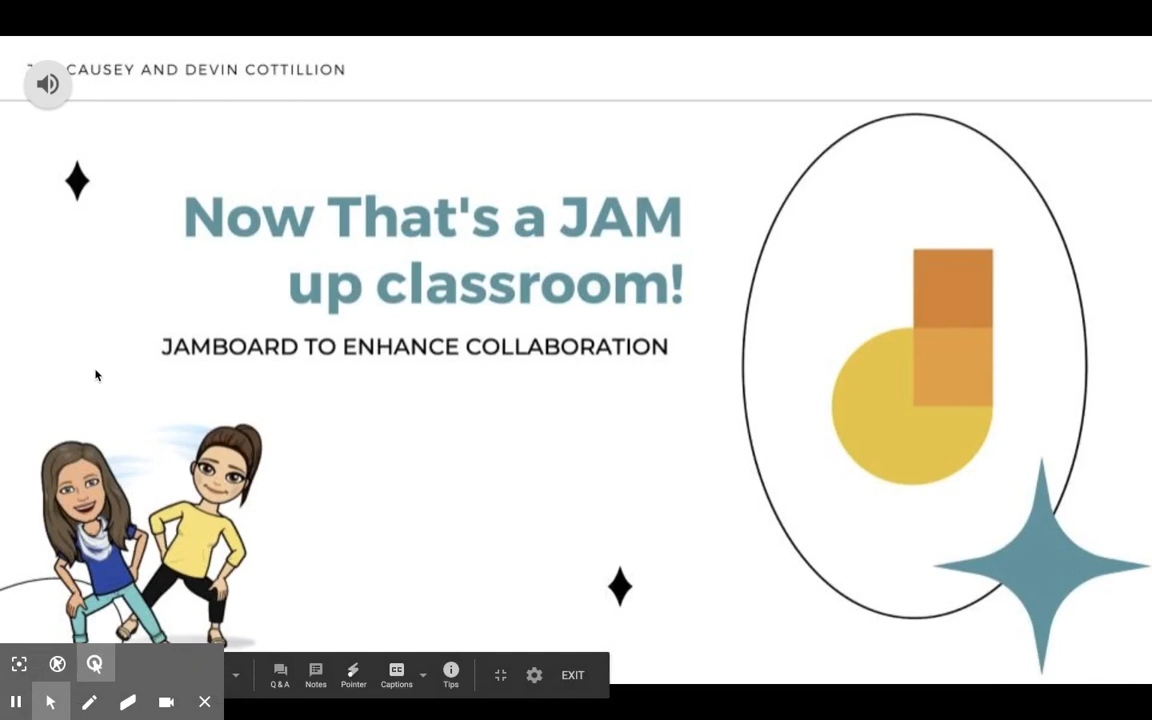 CAUSEY AND DEVIN COTTILLION
Now That's a JAM
up classroom!
JAMBOARD TO ENHANCE COLLABORATION
Q & A Notes Pointer Captions Tips EXIT